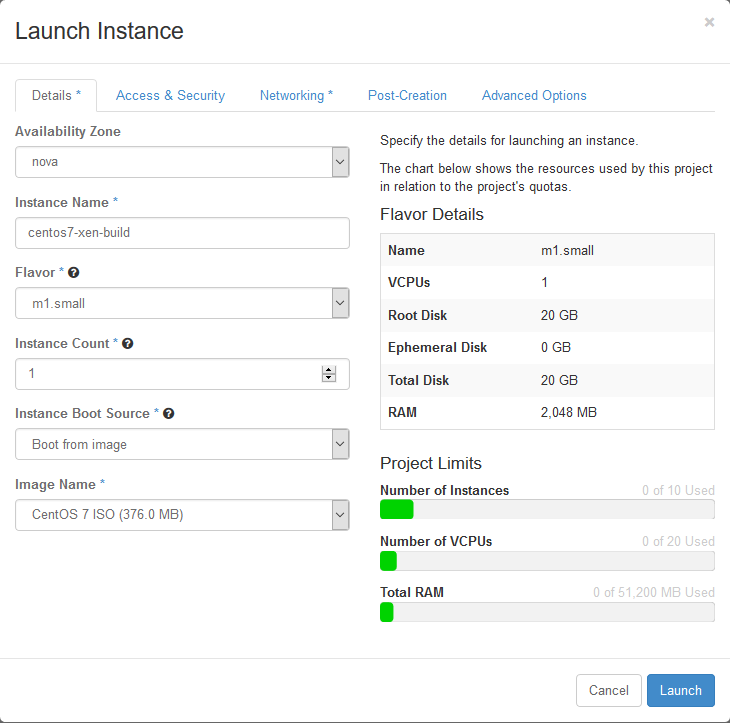 Launch Instance
×
Details *
Access & Security
Networking *
Post-Creation
Advanced Options
Availability Zone
nova
Instance Name *
centos7-xen-build
Flavor * ?
m1.small
Instance Count * ?
1
Instance Boot Source * ?
Boot from image
Image Name *
CentOS 7 ISO (376.0 MB)
Specify the details for launching an instance.
The chart below shows the resources used by this project
in relation to the project's quotas.
Flavor Details
Name m1.small
VCPUs 1
Root Disk 20 GB
Ephemeral Disk 0 GB
Total Disk 20 GB
RAM 2,048 MB
Project Limits
Number of Instances 0 of 10 Used
Number of VCPUs 0 of 20 Used
Total RAM 0 of 51,200 MB Used
Cancel
Launch